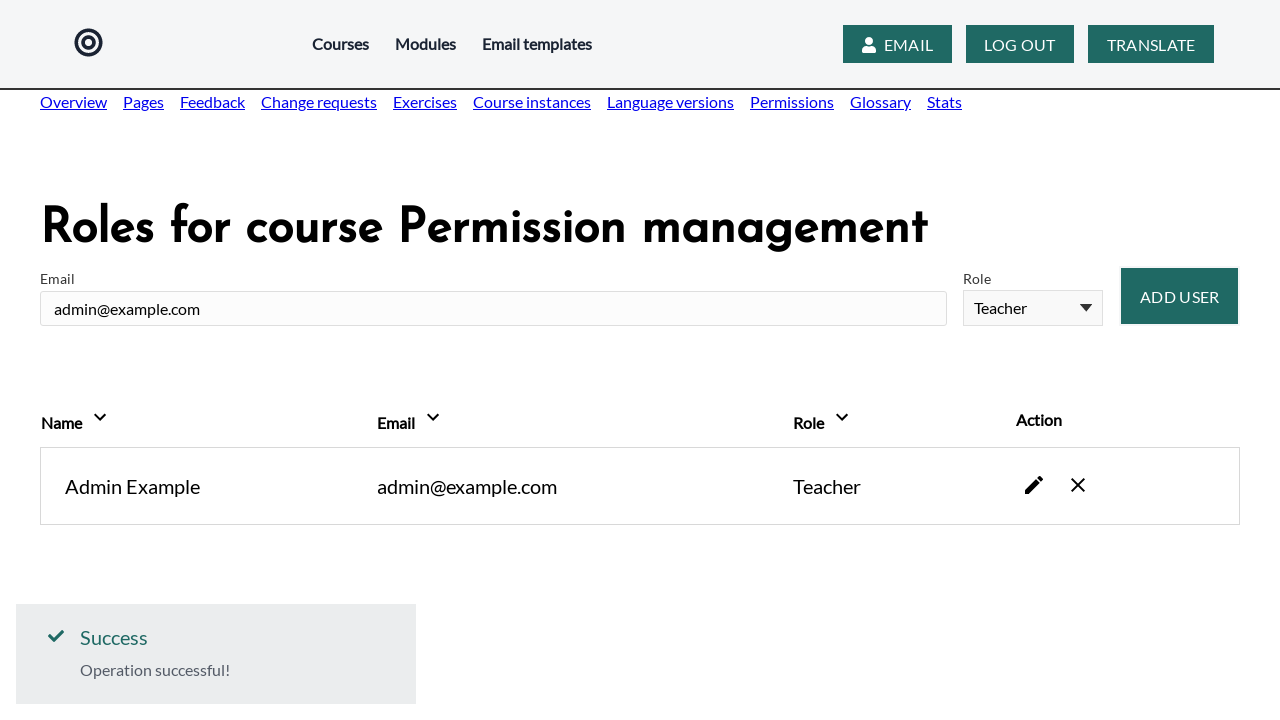 Courses Modules Email templates EMAIL LOG OUT TRANSLATE
Overview Pages Feedback Change requests Exercises Course instances Language versions Permissions Glossary Stats
Roles for course Permission management
Email Role
admin@example.com Teacher ADD USER
Name Email Role Action
Admin Example admin@example.com Teacher
Success
Operation successful!